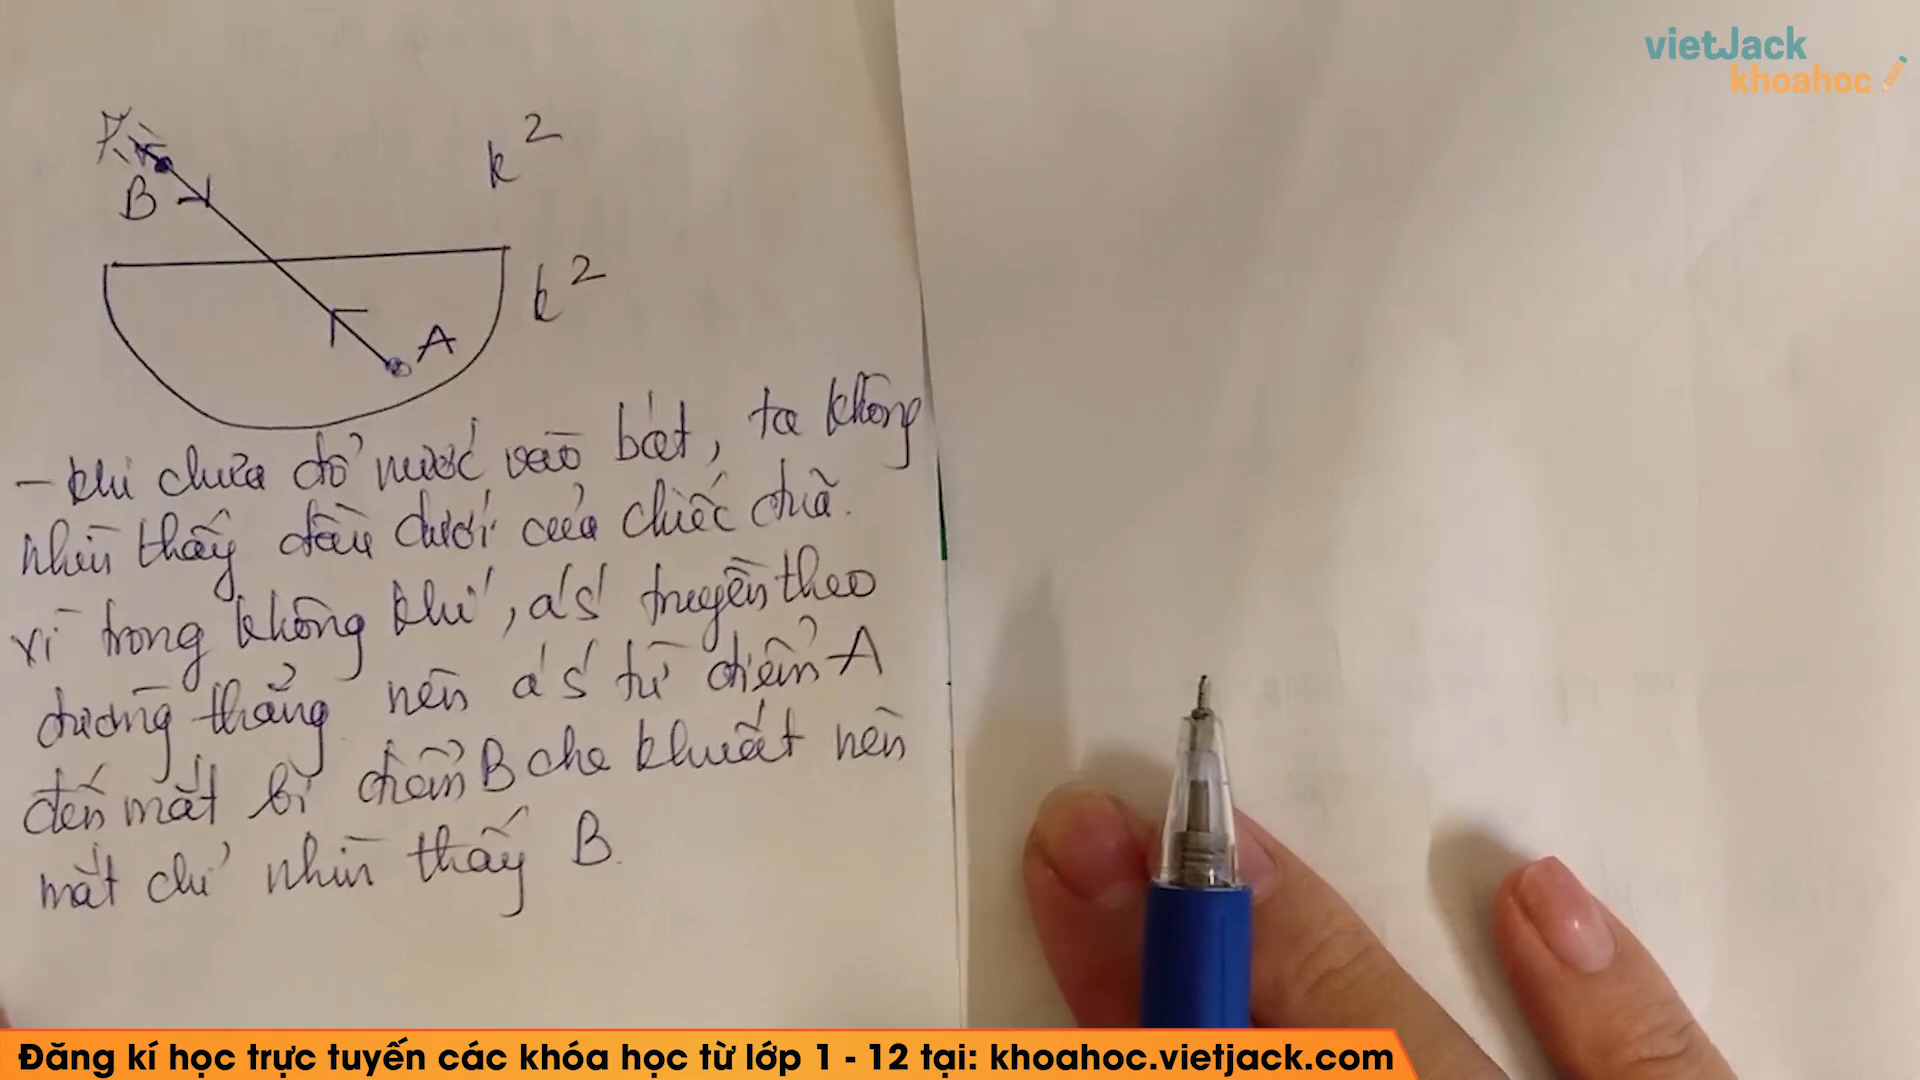 vietJack
khoahoc
k²
B
k²
A
- khi chưa đổ nước vào bát, ta không
nhìn thấy đầu dưới của chiếc đũa.
vì trong không khí, ás truyền theo
đường thẳng nên ás từ điểm A
đến mắt bị điểm B che khuất nên
mắt chỉ nhìn thấy B.
Đăng kí học trực tuyến các khóa học từ lớp 1 - 12 tại: khoahoc.vietjack.com